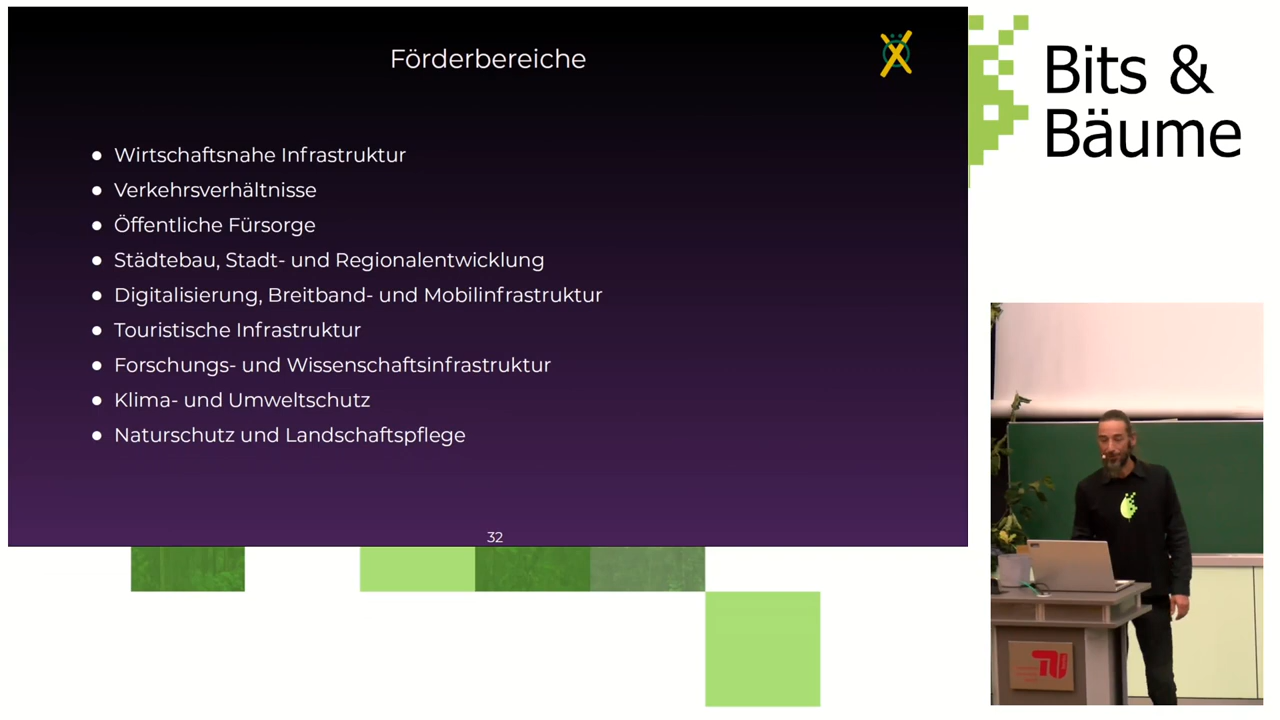 Förderbereiche
● Wirtschaftsnahe Infrastruktur
● Verkehrsverhältnisse
● Öffentliche Fürsorge
● Städtebau, Stadt- und Regionalentwicklung
● Digitalisierung, Breitband- und Mobilinfrastruktur
● Touristische Infrastruktur
● Forschungs- und Wissenschaftsinfrastruktur
● Klima- und Umweltschutz
● Naturschutz und Landschaftspflege
32
Bits &
Bäume